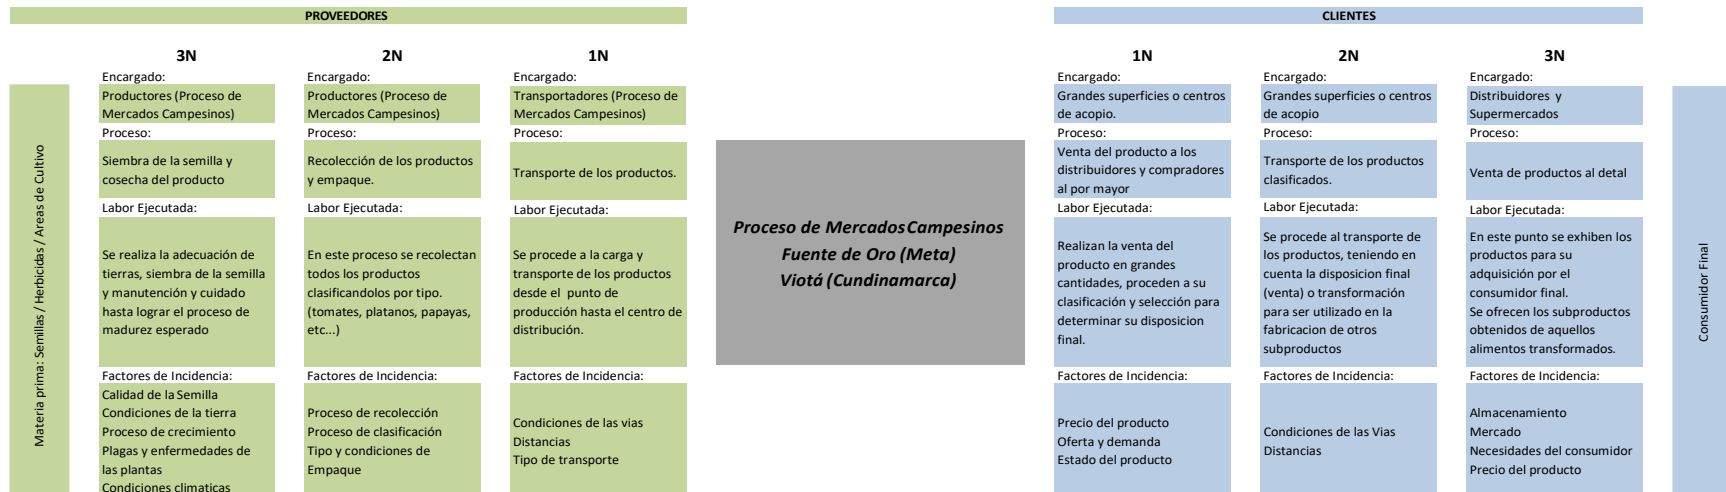 PROVEEDORES
Materia prima: Semillas / Herbicidas / Areas de Cultivo
3N
Encargado:
Productores (Proceso de
Mercados Campesinos)
Proceso:
Siembra de la semilla y
cosecha del producto
Labor Ejecutada:
Se realiza la adecuación de
tierras, siembra de la semilla
y manutención y cuidado
hasta lograr el proceso de
madurez esperado
Factores de Incidencia:
Calidad de la Semilla
Condiciones de la tierra
Proceso de crecimiento
Plagas y enfermedades de
las plantas
Condiciones climaticas
2N
Encargado:
Productores (Proceso de
Mercados Campesinos)
Proceso:
Recolección de los productos
y empaque.
Labor Ejecutada:
En este proceso se recolectan
todos los productos
clasificandolos por tipo.
(tomates, platanos, papayas,
etc...)
Factores de Incidencia:
Proceso de recolección
Proceso de clasificación
Tipo y condiciones de
Empaque
1N
Encargado:
Transportadores (Proceso de
Mercados Campesinos)
Proceso:
Transporte de los productos.
Labor Ejecutada:
Se procede a la carga y
transporte de los productos
desde el punto de
producción hasta el centro de
distribución.
Factores de Incidencia:
Condiciones de las vias
Distancias
Tipo de transporte
Proceso de Mercados Campesinos
Fuente de Oro (Meta)
Viotá (Cundinamarca)
CLIENTES
1N
Encargado:
Grandes superficies o centros
de acopio.
Proceso:
Venta del producto a los
distribuidores y compradores
al por mayor
Labor Ejecutada:
Realizan la venta del
producto en grandes
cantidades, proceden a su
clasificación y selección para
determinar su disposicion
final.
Factores de Incidencia:
Precio del producto
Oferta y demanda
Estado del producto
2N
Encargado:
Grandes superficies o centros
de acopio
Proceso:
Transporte de los productos
clasificados.
Labor Ejecutada:
Se procede al transporte de
los productos, teniendo en
cuenta la disposicion final
(venta) o transformación
para ser utilizado en la
fabricacion de otros
subproductos
Factores de Incidencia:
Condiciones de las Vias
Distancias
3N
Encargado:
Distribuidores y
Supermercados
Proceso:
Venta de productos al detal
Labor Ejecutada:
En este punto se exhiben los
productos para su
adquisición por el
consumidor final.
Se ofrecen los subproductos
obtenidos de aquellos
alimentos transformados.
Factores de Incidencia:
Almacenamiento
Mercado
Necesidades del consumidor
Precio del producto
Consumidor Final